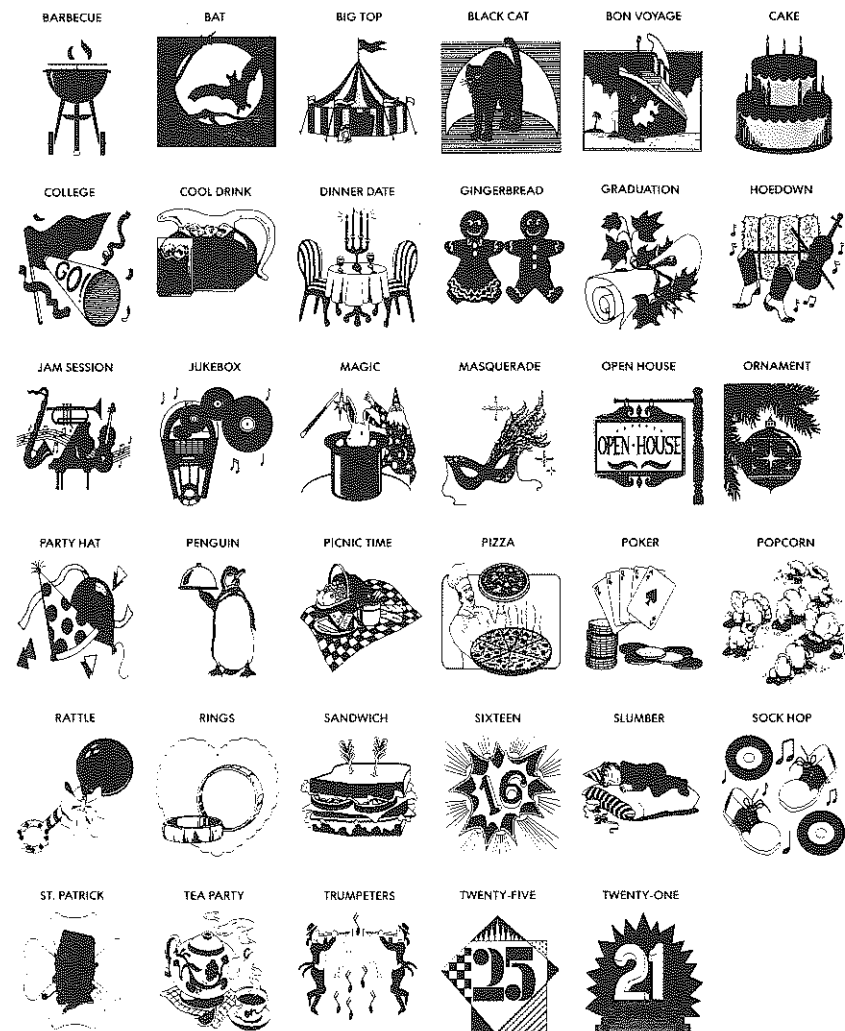 BARBECUE BAT BIG TOP BLACK CAT BON VOYAGE CAKE
COLLEGE COOL DRINK DINNER DATE GINGERBREAD GRADUATION HOEDOWN
GO!
JAM SESSION JUKEBOX MAGIC MASQUERADE OPEN HOUSE ORNAMENT
OPEN·HOUSE
PARTY HAT PENGUIN PICNIC TIME PIZZA POKER POPCORN
RATTLE RINGS SANDWICH SIXTEEN SLUMBER SOCK HOP
16
ST. PATRICK TEA PARTY TRUMPETERS TWENTY-FIVE TWENTY-ONE
25 21